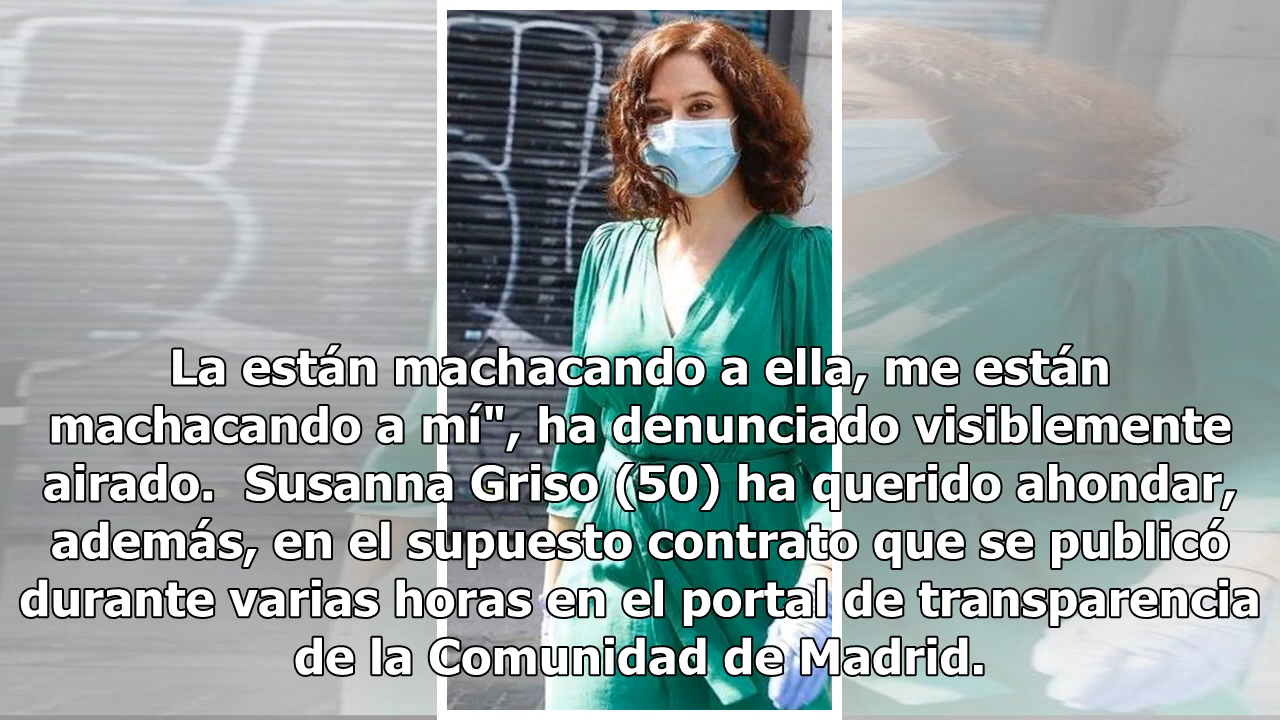 La están machacando a ella, me están
machacando a mí", ha denunciado visiblemente
airado.  Susanna Griso (50) ha querido ahondar,
además, en el supuesto contrato que se publicó
durante varias horas en el portal de transparencia
de la Comunidad de Madrid.